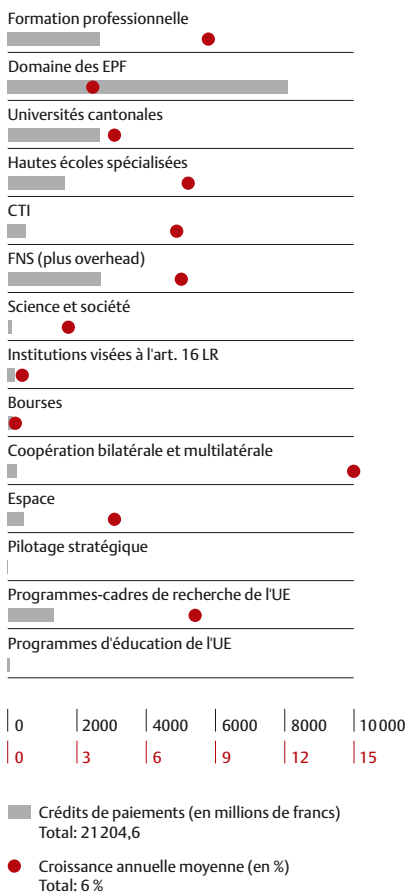 Formation professionnelle
Domaine des EPF
Universités cantonales
Hautes écoles spécialisées
CTI
FNS (plus overhead)
Science et société
Institutions visées à l'art. 16 LR
Bourses
Coopération bilatérale et multilatérale
Espace
Pilotage stratégique
Programmes-cadres de recherche de l'UE
Programmes d'éducation de l'UE
0 2000 4000 6000 8000 10 000
0 3 6 9 12 15
Crédits de paiements (en millions de francs)
Total: 21 204,6
Croissance annuelle moyenne (en %)
Total: 6 %